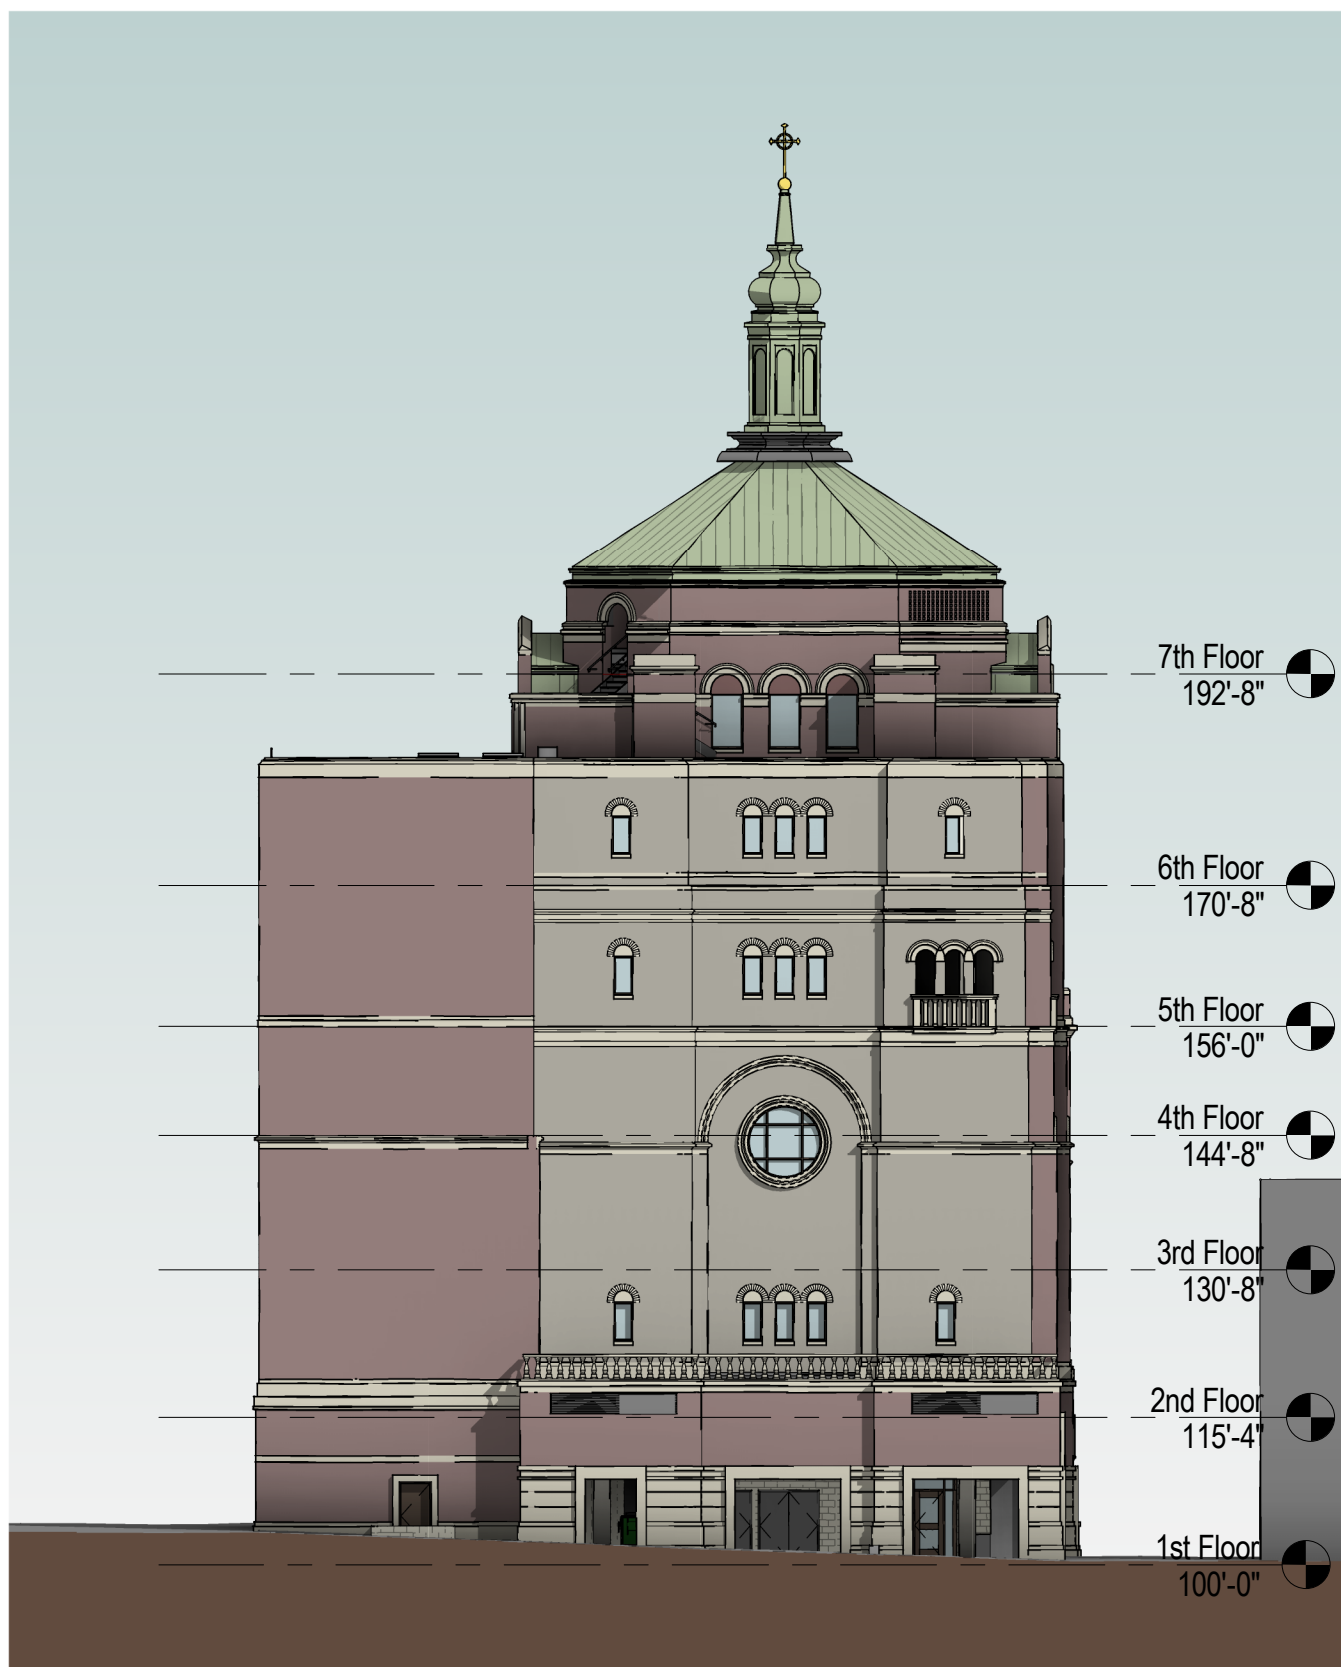 7th Floor
192'-8"
6th Floor
170'-8"
5th Floor
156'-0"
4th Floor
144'-8"
3rd Floor
130'-8"
2nd Floor
115'-4"
1st Floor
100'-0"